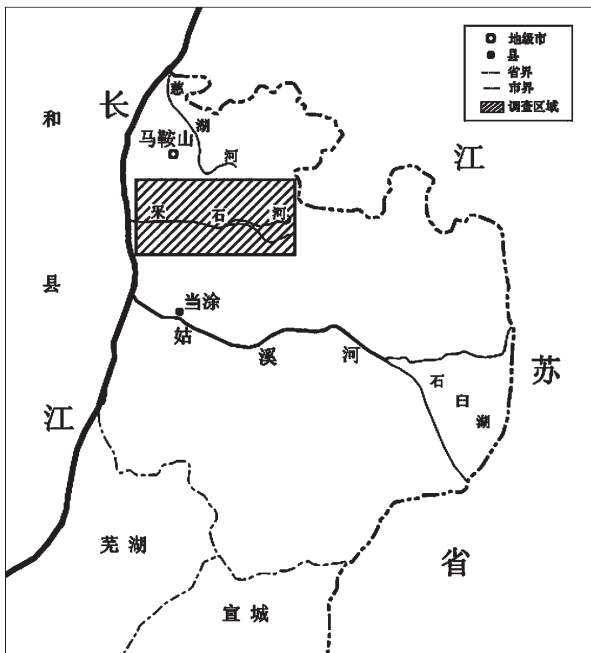 地级市
县
省界
市界
调查区域
长江
和县
慈湖河
马鞍山
江苏省
采石河
当涂
姑溪河
石臼湖
芜湖
宣城